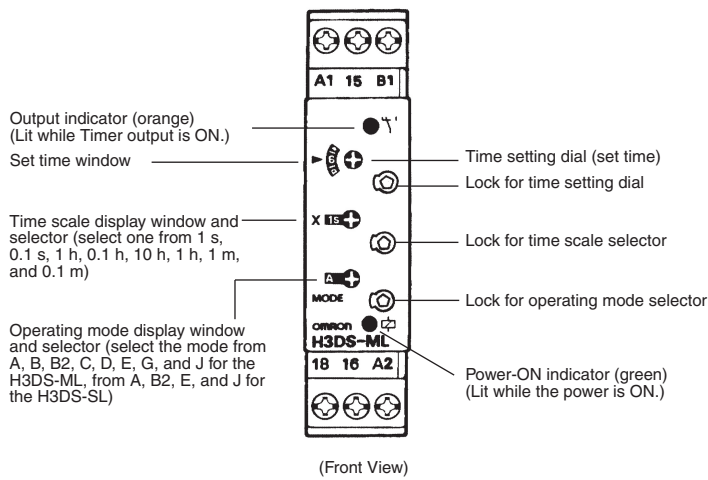 A1 15 B1
Output indicator (orange)
(Lit while Timer output is ON.)
Set time window
Time setting dial (set time)
Lock for time setting dial
Time scale display window and
selector (select one from 1 s,
0.1 s, 1 h, 0.1 h, 10 h, 1 h, 1 m,
and 0.1 m)
X 1S
Lock for time scale selector
A
MODE
Lock for operating mode selector
Operating mode display window
and selector (select the mode from
A, B, B2, C, D, E, G, and J for the
H3DS-ML, from A, B2, E, and J for
the H3DS-SL)
OMRON
H3DS-ML
18 16 A2
Power-ON indicator (green)
(Lit while the power is ON.)
(Front View)